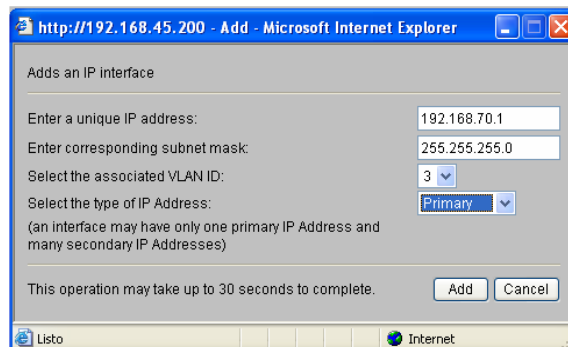 http://192.168.45.200 - Add - Microsoft Internet Explorer
Adds an IP interface
Enter a unique IP address:
192.168.70.1
Enter corresponding subnet mask:
255.255.255.0
Select the associated VLAN ID:
3
Select the type of IP Address:
Primary
(an interface may have only one primary IP Address and
many secondary IP Addresses)
This operation may take up to 30 seconds to complete.
Add
Cancel
Listo
Internet